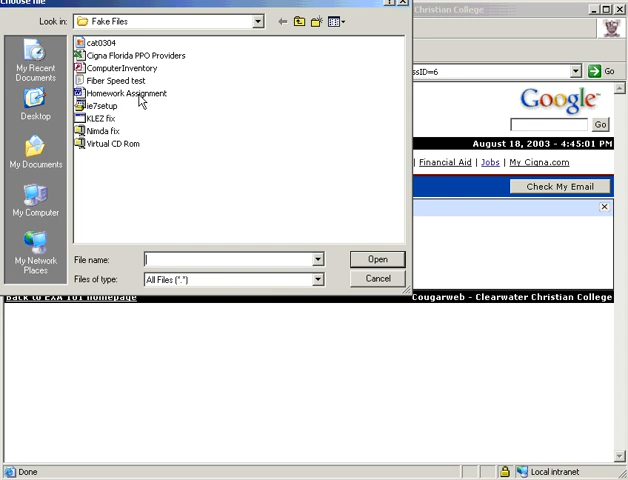 Choose file
Christian College
Look in:
Fake Files
cat0304
Cigna Florida PPO Providers
ComputerInventory
Fiber Speed test
Homework Assignment
ie7setup
KLEZ fix
Nimda fix
Virtual CD Rom
My Recent
Documents
Desktop
My Documents
My Computer
My Network
Places
File name:
Open
Files of type:
All Files (*.*)
Cancel
ssID=6
Go
Google
Go
August 18, 2003 - 4:45:01 PM
| Financial Aid | Jobs | My Cigna.com
Check My Email
Back to EXA 101 homepage
Cougarweb - Clearwater Christian College
Done
Local intranet